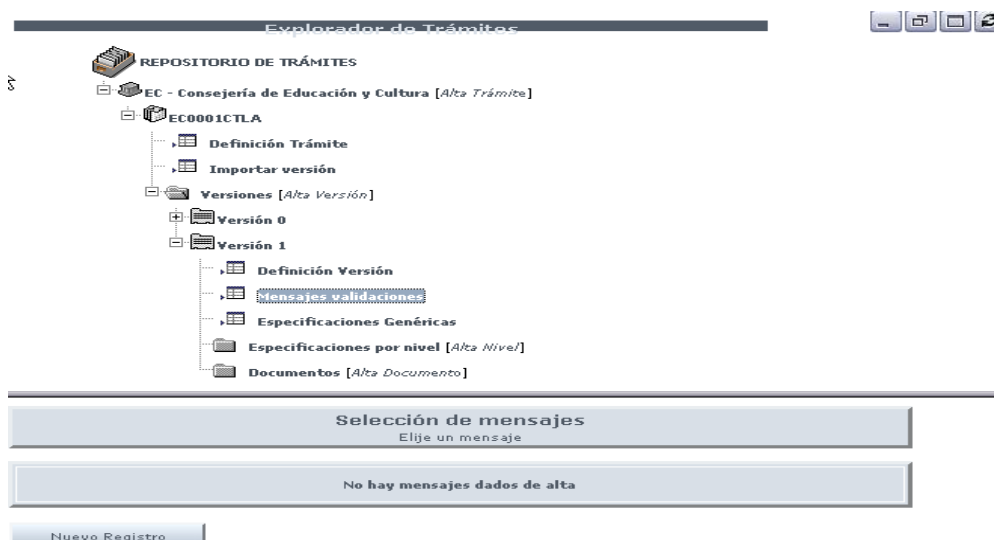 Explorador de Trámites
REPOSITORIO DE TRÁMITES
EC - Consejería de Educación y Cultura [Alta Trámite]
EC0001CTLA
Definición Trámite
Importar versión
Versiones [Alta Versión]
Versión 0
Versión 1
Definición Versión
Mensajes validaciones
Especificaciones Genéricas
Especificaciones por nivel [Alta Nivel]
Documentos [Alta Documento]
Selección de mensajes
Elije un mensaje
No hay mensajes dados de alta
Nuevo Registro